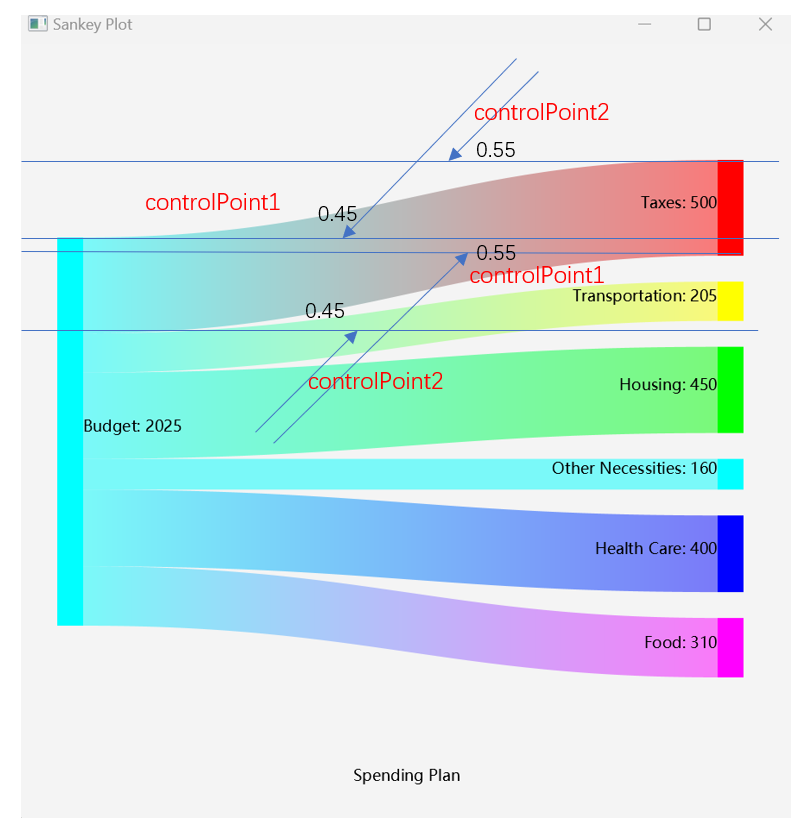 Sankey Plot
controlPoint2
0.55
controlPoint1
Taxes: 500
0.45
0.55
controlPoint1
Transportation: 205
0.45
controlPoint2
Housing: 450
Budget: 2025
Other Necessities: 160
Health Care: 400
Food: 310
Spending Plan